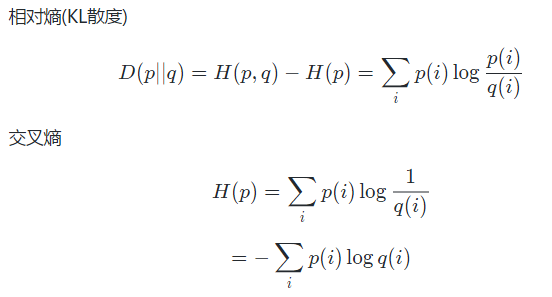 相对熵(KL散度)
D(p||q) = H(p,q) − H(p) = ∑_i p(i) log p(i)/q(i)
交叉熵
H(p) = ∑_i p(i) log 1/q(i)
= − ∑_i p(i) log q(i)